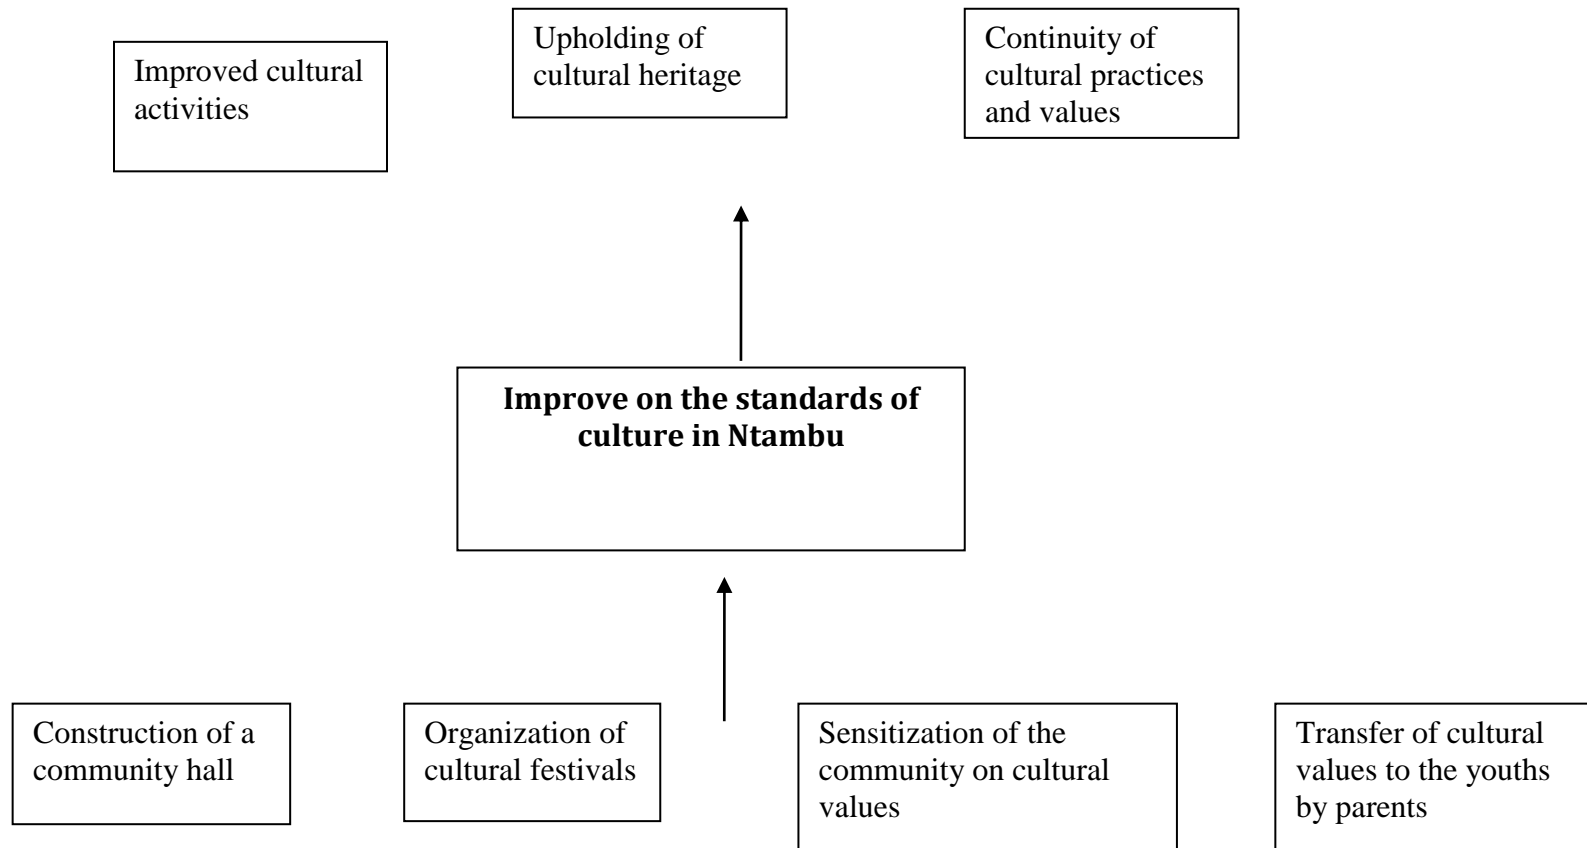 Improved cultural
activities
Upholding of
cultural heritage
Continuity of
cultural practices
and values
Improve on the standards of
culture in Ntambu
Construction of a
community hall
Organization of
cultural festivals
Sensitization of the
community on cultural
values
Transfer of cultural
values to the youths
by parents